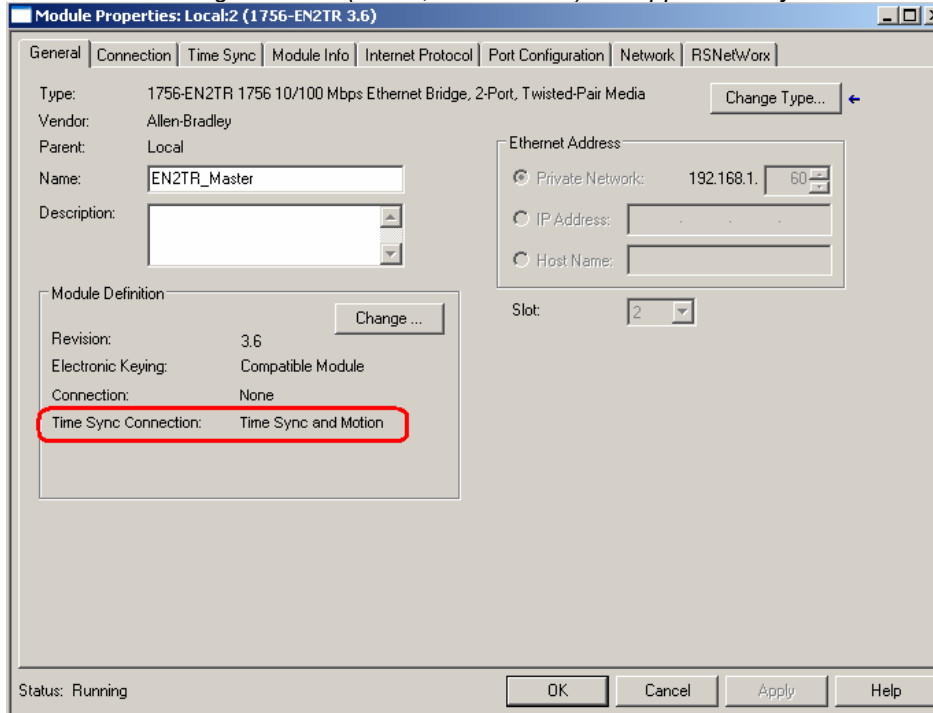 Module Properties: Local:2 (1756-EN2TR 3.6)
General Connection Time Sync Module Info Internet Protocol Port Configuration Network RSNetWorx
Type: 1756-EN2TR 1756 10/100 Mbps Ethernet Bridge, 2-Port, Twisted-Pair Media Change Type...
Vendor: Allen-Bradley
Parent: Local
Name: EN2TR_Master
Description:
Ethernet Address
Private Network: 192.168.1. 60
IP Address: . . .
Host Name:
Module Definition
Change ...
Revision: 3.6
Electronic Keying: Compatible Module
Connection: None
Time Sync Connection: Time Sync and Motion
Slot: 2
Status: Running OK Cancel Apply Help